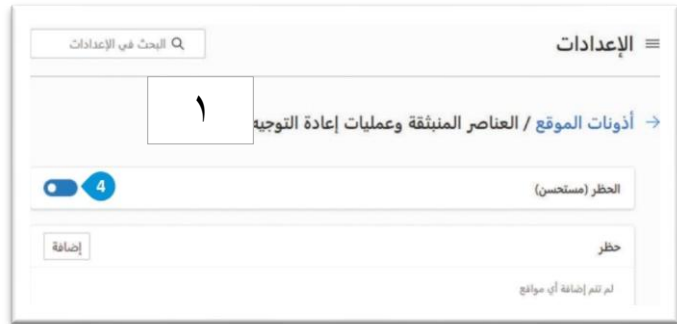 ≡ الإعدادات
البحث في الإعدادات
→ أذونات الموقع / العناصر المنبثقة وعمليات إعادة التوجيه
١
الحظر (مستحسن)
4
حظر
إضافة
لم تتم إضافة أي مواقع